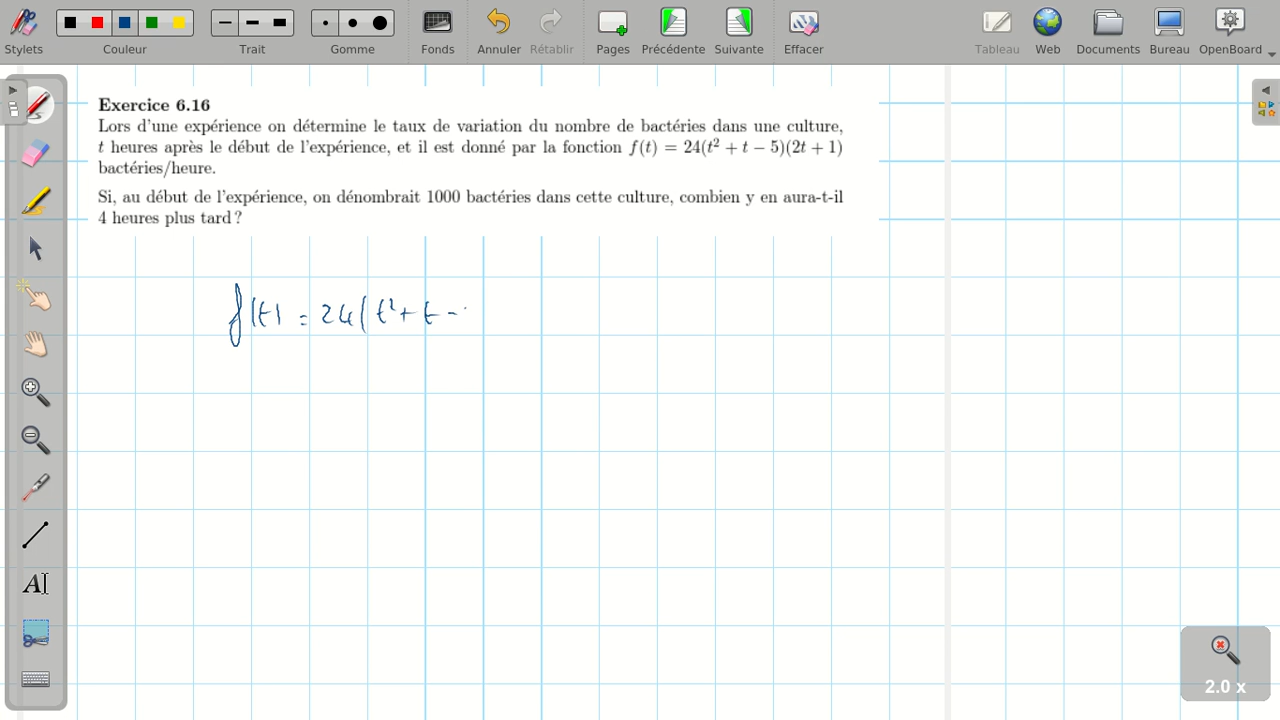 Stylets Couleur Trait Gomme Fonds Annuler Rétablir Pages Précédente Suivante Effacer Tableau Web Documents Bureau OpenBoard
Exercice 6.16
Lors d'une expérience on détermine le taux de variation du nombre de bactéries dans une culture,
t heures après le début de l'expérience, et il est donné par la fonction f(t) = 24(t² + t − 5)(2t + 1)
bactéries/heure.
Si, au début de l'expérience, on dénombrait 1000 bactéries dans cette culture, combien y en aura-t-il
4 heures plus tard ?
f(t) = 24(t² + t −
A
2.0 x